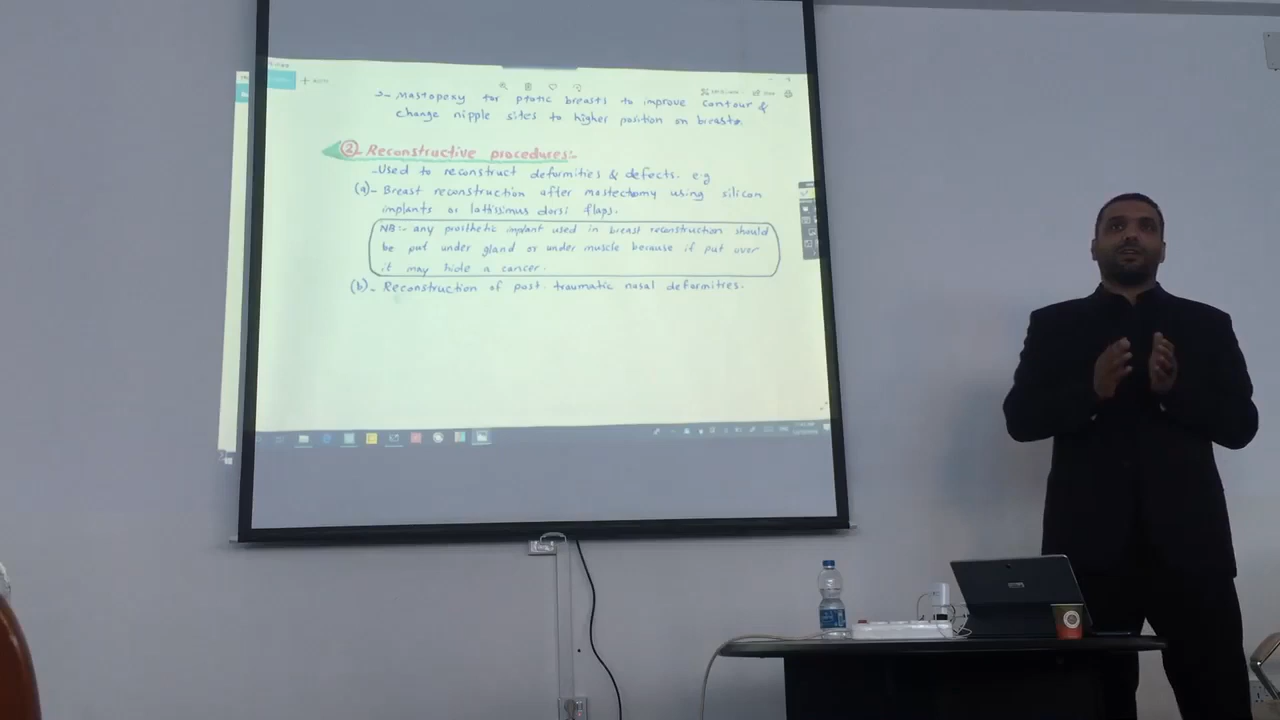 3- Mastopexy for ptotic breasts to improve contour &
change nipple sites to higher position on breasts.
② Reconstructive procedures:-
-Used to reconstruct deformities & defects. e.g
(a)- Breast reconstruction after mastectomy using silicon
implants or lattissimus dorsi flaps.
NB:- any prosthetic implant used in breast reconstruction should
be put under gland or under muscle because if put over
it may hide a cancer.
(b)- Reconstruction of post-traumatic nasal deformitres.